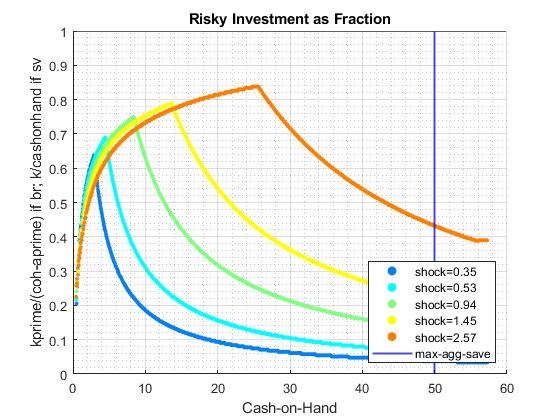 Risky Investment as Fraction
kprime/(coh-aprime) if br; k/cashonhand if sv
1
0.9
0.8
0.7
0.6
0.5
0.4
0.3
0.2
0.1
0
0 10 20 30 40 50 60
Cash-on-Hand
shock=0.35
shock=0.53
shock=0.94
shock=1.45
shock=2.57
max-agg-save